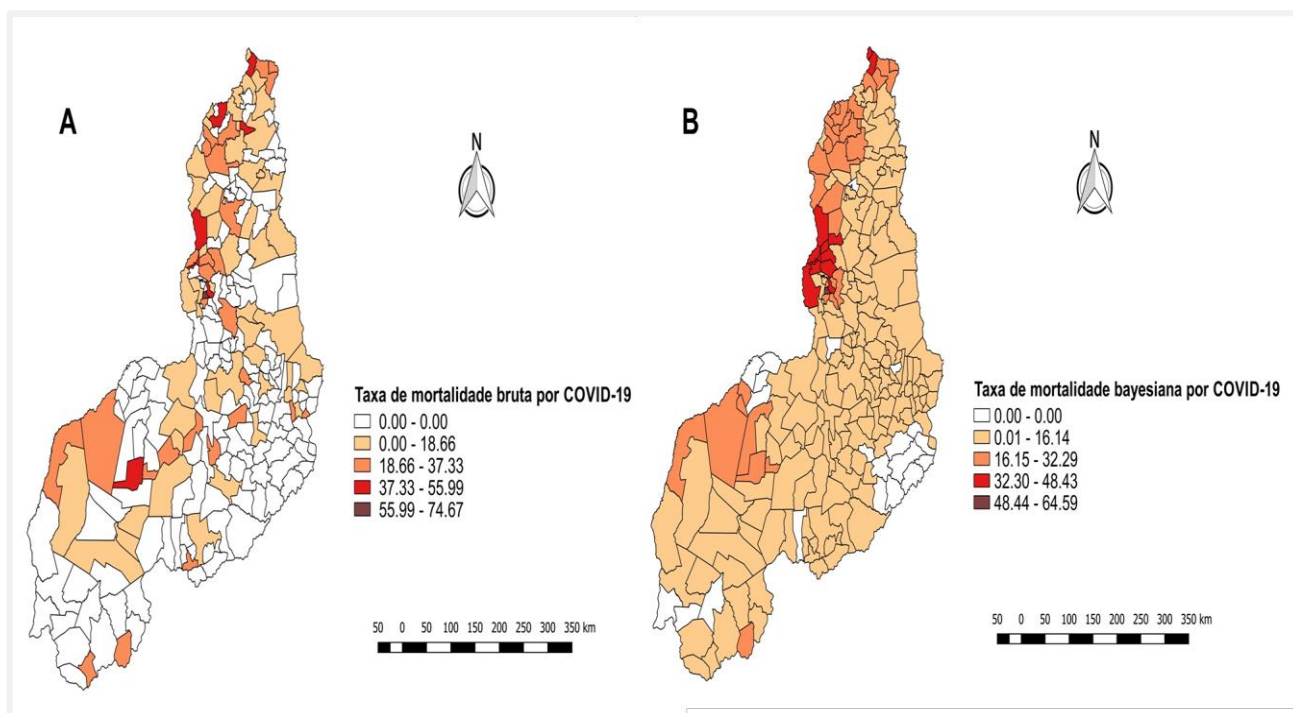 A
N
Taxa de mortalidade bruta por COVID-19
0.00 - 0.00
0.00 - 18.66
18.66 - 37.33
37.33 - 55.99
55.99 - 74.67
50 0 50 100 150 200 250 300 350 km
B
N
Taxa de mortalidade bayesiana por COVID-19
0.00 - 0.00
0.01 - 16.14
16.15 - 32.29
32.30 - 48.43
48.44 - 64.59
50 0 50 100 150 200 250 300 350 km